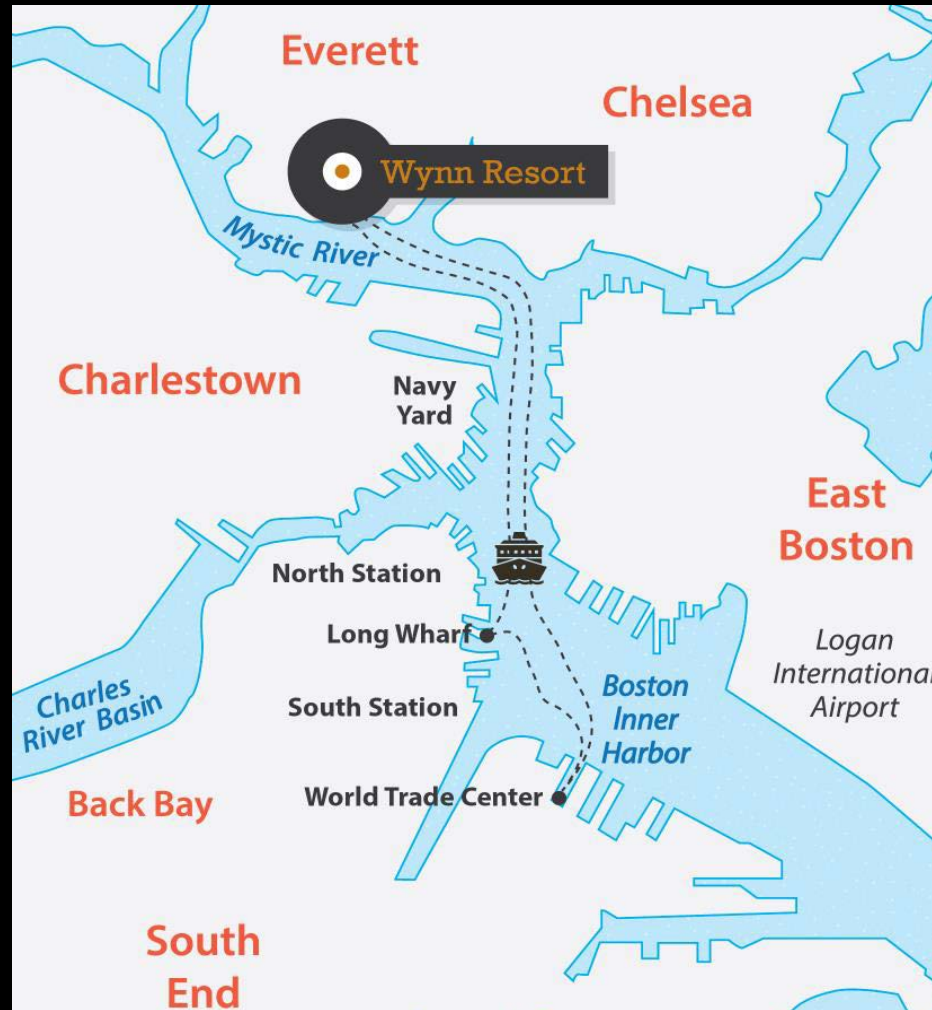 Everett
Chelsea
Wynn Resort
Mystic River
Charlestown
Navy
Yard
East
Boston
North Station
Long Wharf
Logan
International
Airport
Charles
River Basin
South Station
Boston
Inner
Harbor
Back Bay
World Trade Center
South
End